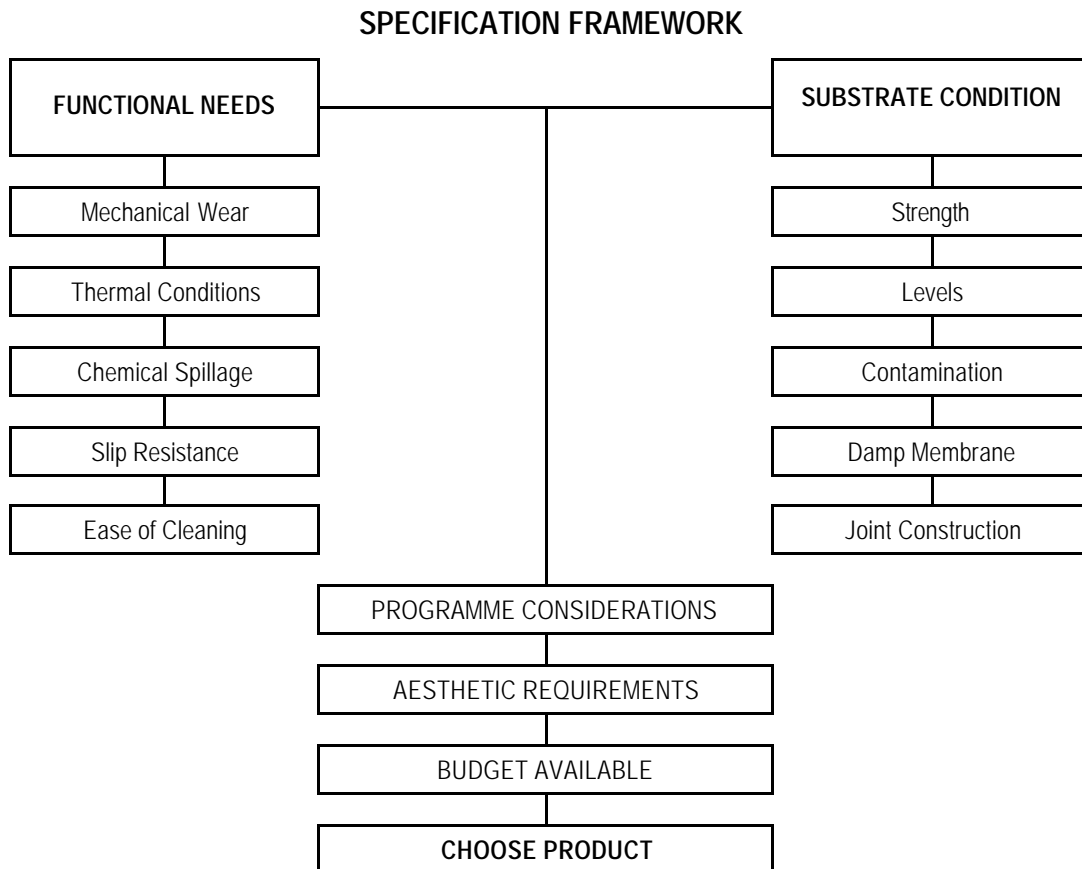 SPECIFICATION FRAMEWORK
FUNCTIONAL NEEDS
SUBSTRATE CONDITION
Mechanical Wear
Strength
Thermal Conditions
Levels
Chemical Spillage
Contamination
Slip Resistance
Damp Membrane
Ease of Cleaning
Joint Construction
PROGRAMME CONSIDERATIONS
AESTHETIC REQUIREMENTS
BUDGET AVAILABLE
CHOOSE PRODUCT